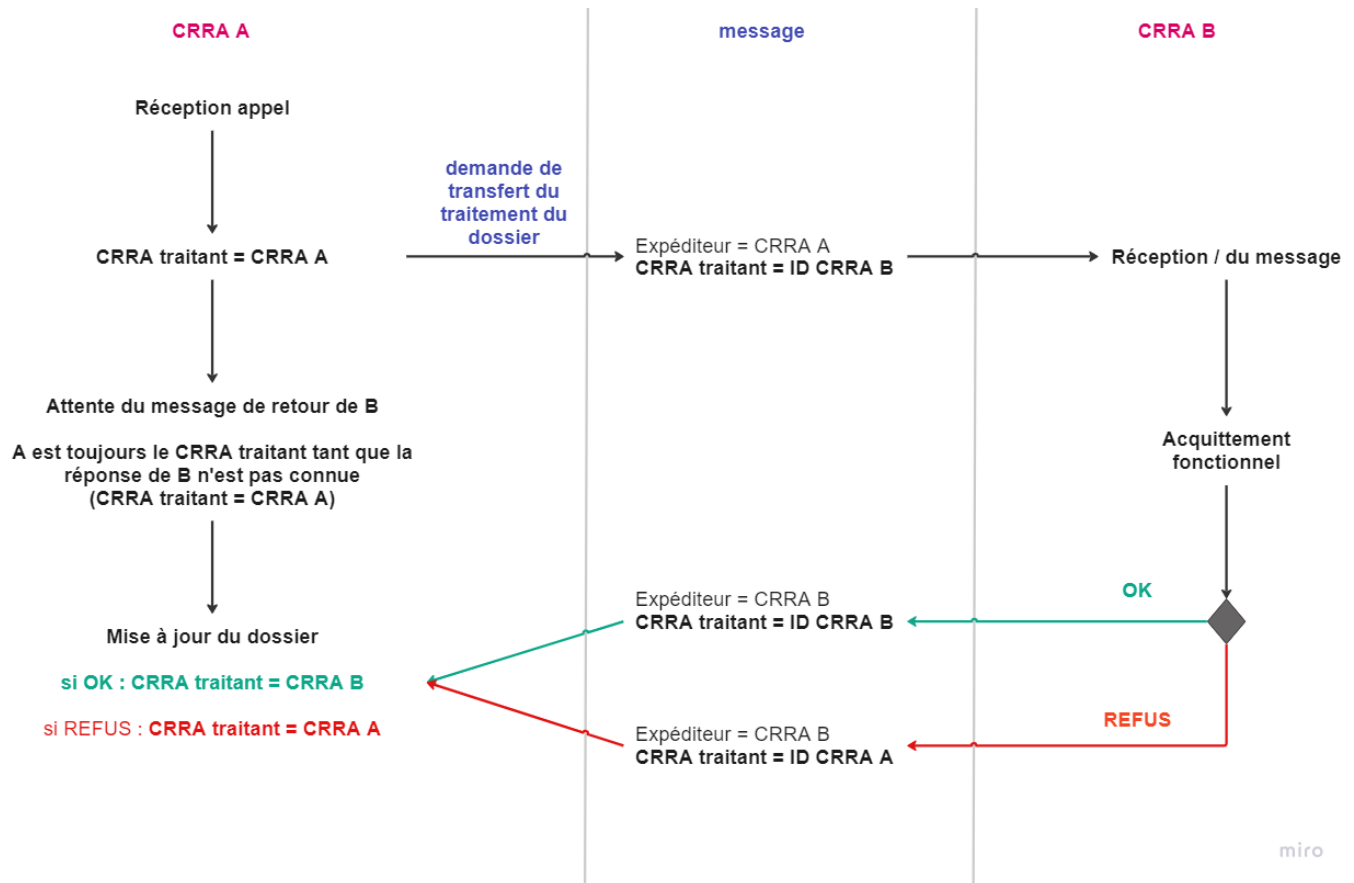 CRRA A
message
CRRA B
Réception appel
demande de
transfert du
traitement du
dossier
CRRA traitant = CRRA A
Expéditeur = CRRA A
CRRA traitant = ID CRRA B
Réception / du message
Attente du message de retour de B
A est toujours le CRRA traitant tant que la
réponse de B n'est pas connue
(CRRA traitant = CRRA A)
Acquittement
fonctionnel
OK
Expéditeur = CRRA B
CRRA traitant = ID CRRA B
Mise à jour du dossier
si OK : CRRA traitant = CRRA B
si REFUS : CRRA traitant = CRRA A
REFUS
Expéditeur = CRRA B
CRRA traitant = ID CRRA A
miro